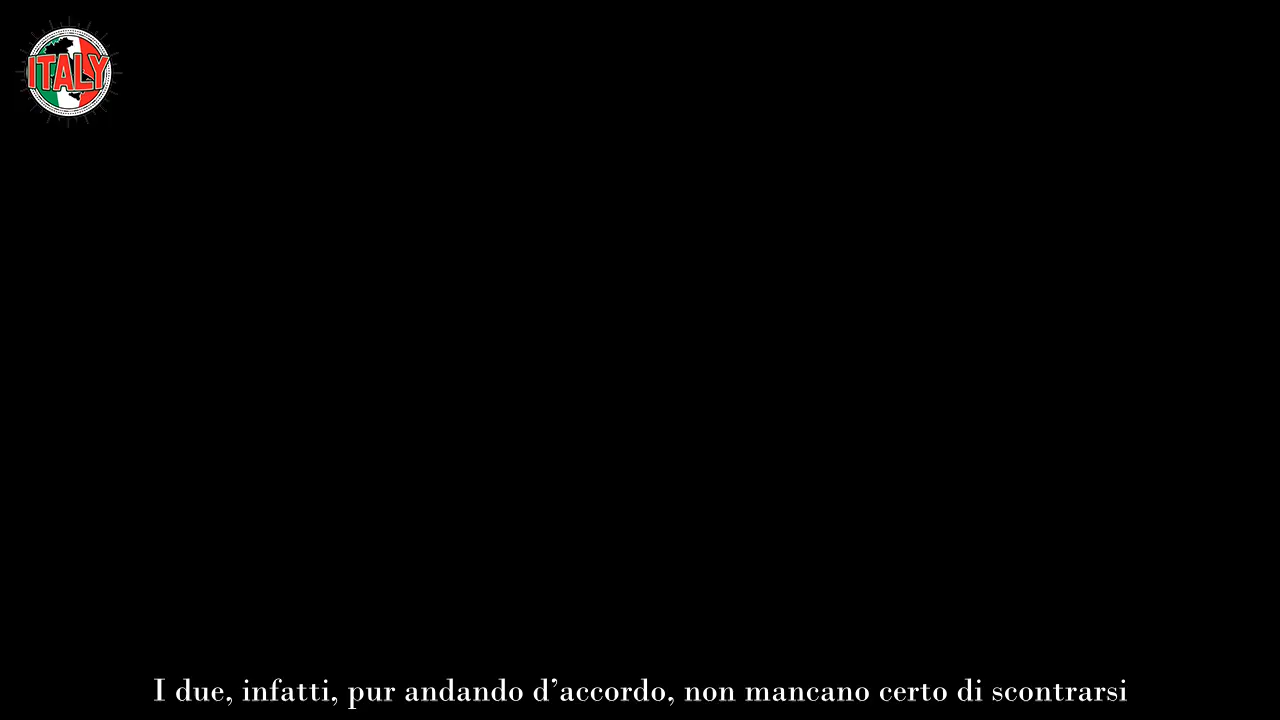 ITALY
I due, infatti, pur andando d’accordo, non mancano certo di scontrarsi